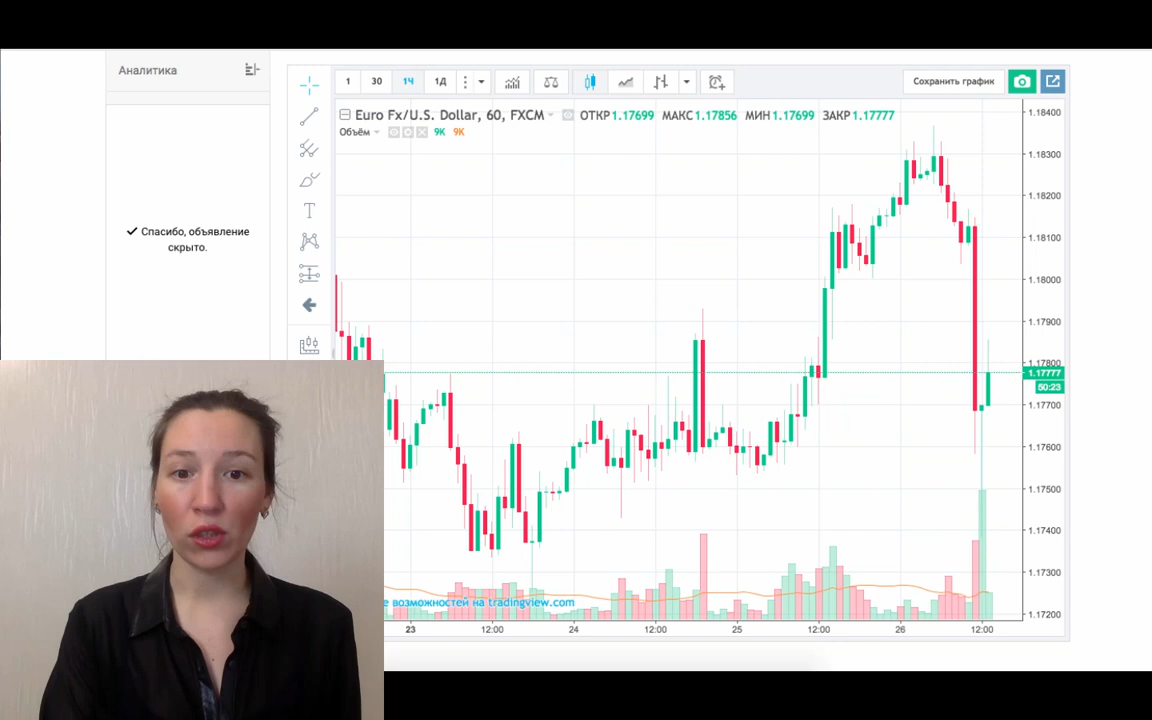 Аналитика
1 30 1Ч 1Д
Сохранить график
Euro Fx/U.S. Dollar, 60, FXCM ОТКР 1.17699 МАКС 1.17856 МИН 1.17699 ЗАКР 1.17777
Объём 9K 9K
Спасибо, объявление
скрыто.
T
1.18400
1.18300
1.18200
1.18100
1.18000
1.17900
1.17800
1.17777
50:23
1.17700
1.17600
1.17500
1.17400
1.17300
1.17200
е возможностей на tradingview.com
23 12:00 24 12:00 25 12:00 26 12:00